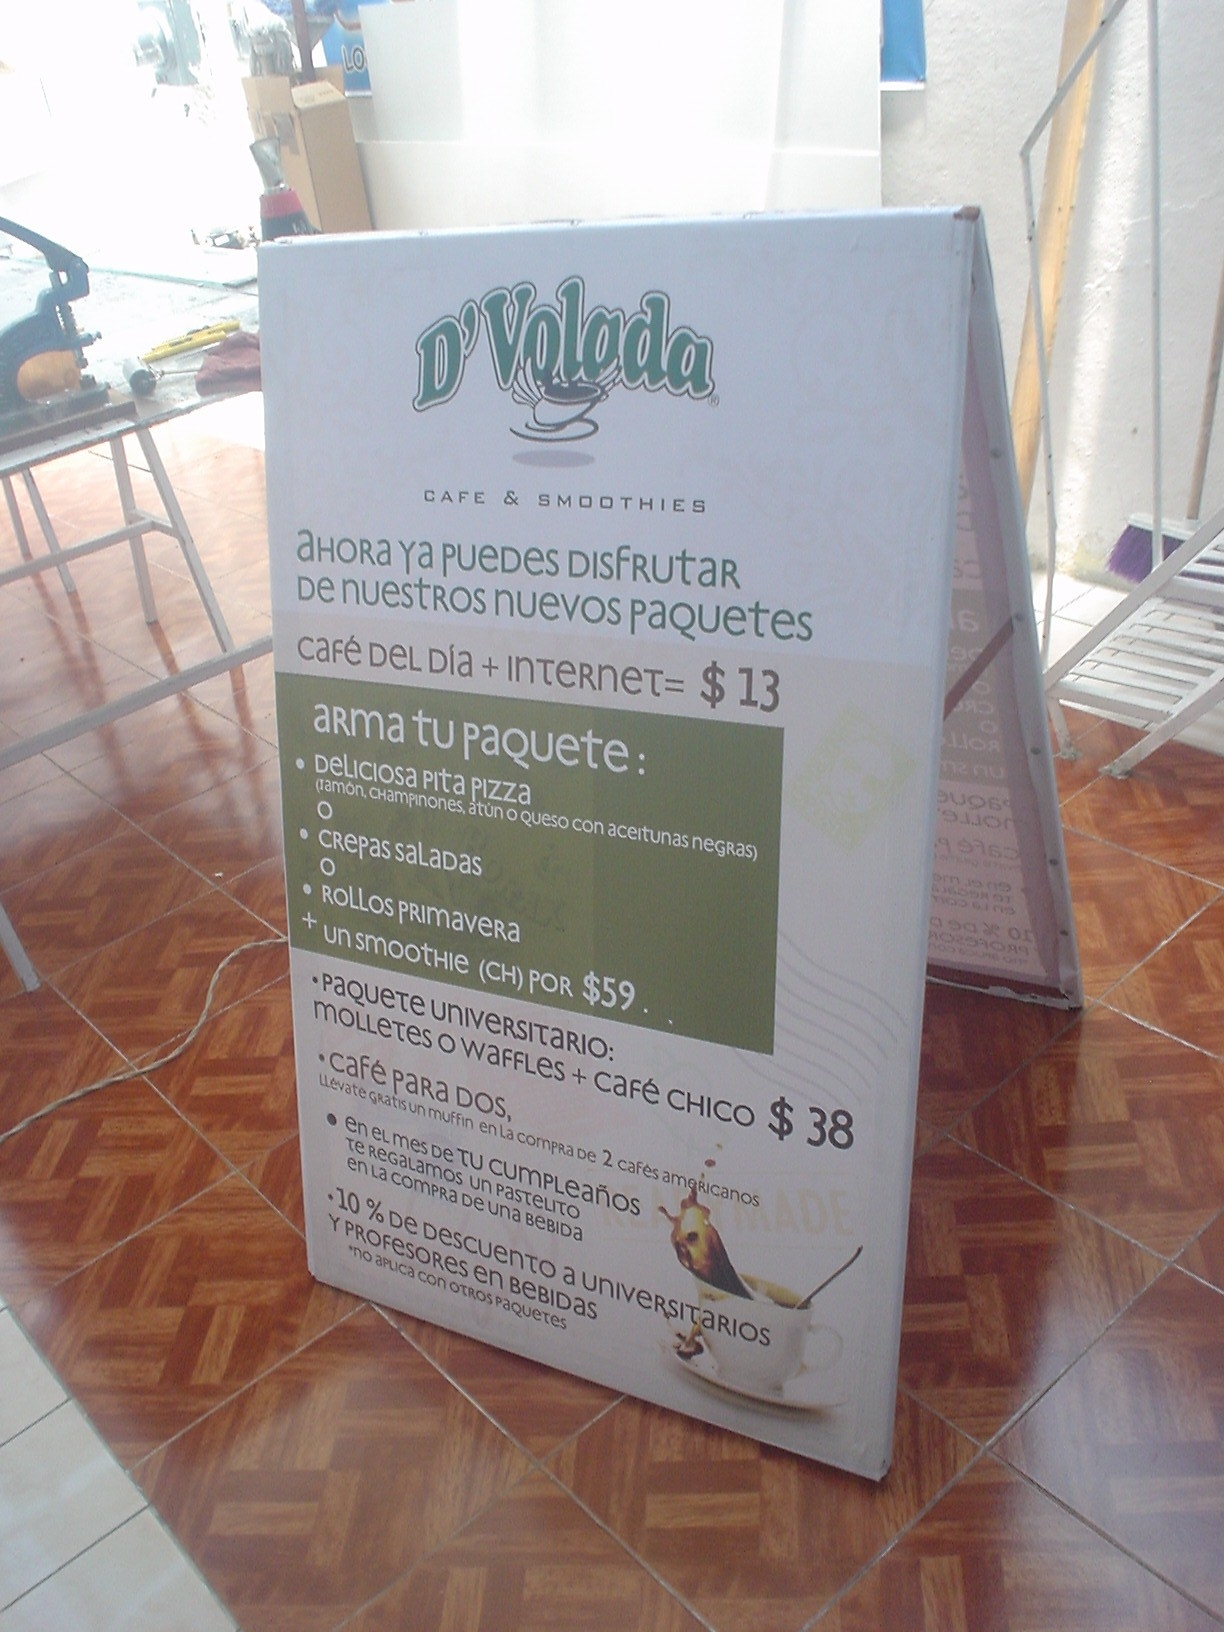 LO
D'Volada®
CAFE & SMOOTHIES
aHORA Ya PUEDES DISFRUTAR
DE NUESTROS NUEVOS PAQUETES
café DEL Día + INTERNET= $ 13
aRMa tU PaQUETE:
• DELICIOSa PITa PIZZa
(Jamón, CHampinones, atún o QUESO con aceitunas negras)
O
• CREPAS SaLaDAS
O
• ROLLOS PRIMaVERa
+ UN SMOOTHIE (CH) POR $59 . .
•PaQUETE UNIVERSITARIO:
MOLLETES O WAFFLES + Café CHICO $ 38
•Café PARA DOS,
LLévate GRATIS un muffin en La compra de 2 cafés americanos
• en eL mes de TU CUMPLeaños
te REGALAMOS UN PASTELITO
en La compra de una BEBIDA
•10 % DE DESCUENTO a UNIVERSITARIOS
Y PROFESORES en BEBIDAS
*no aplica con otros paquetes